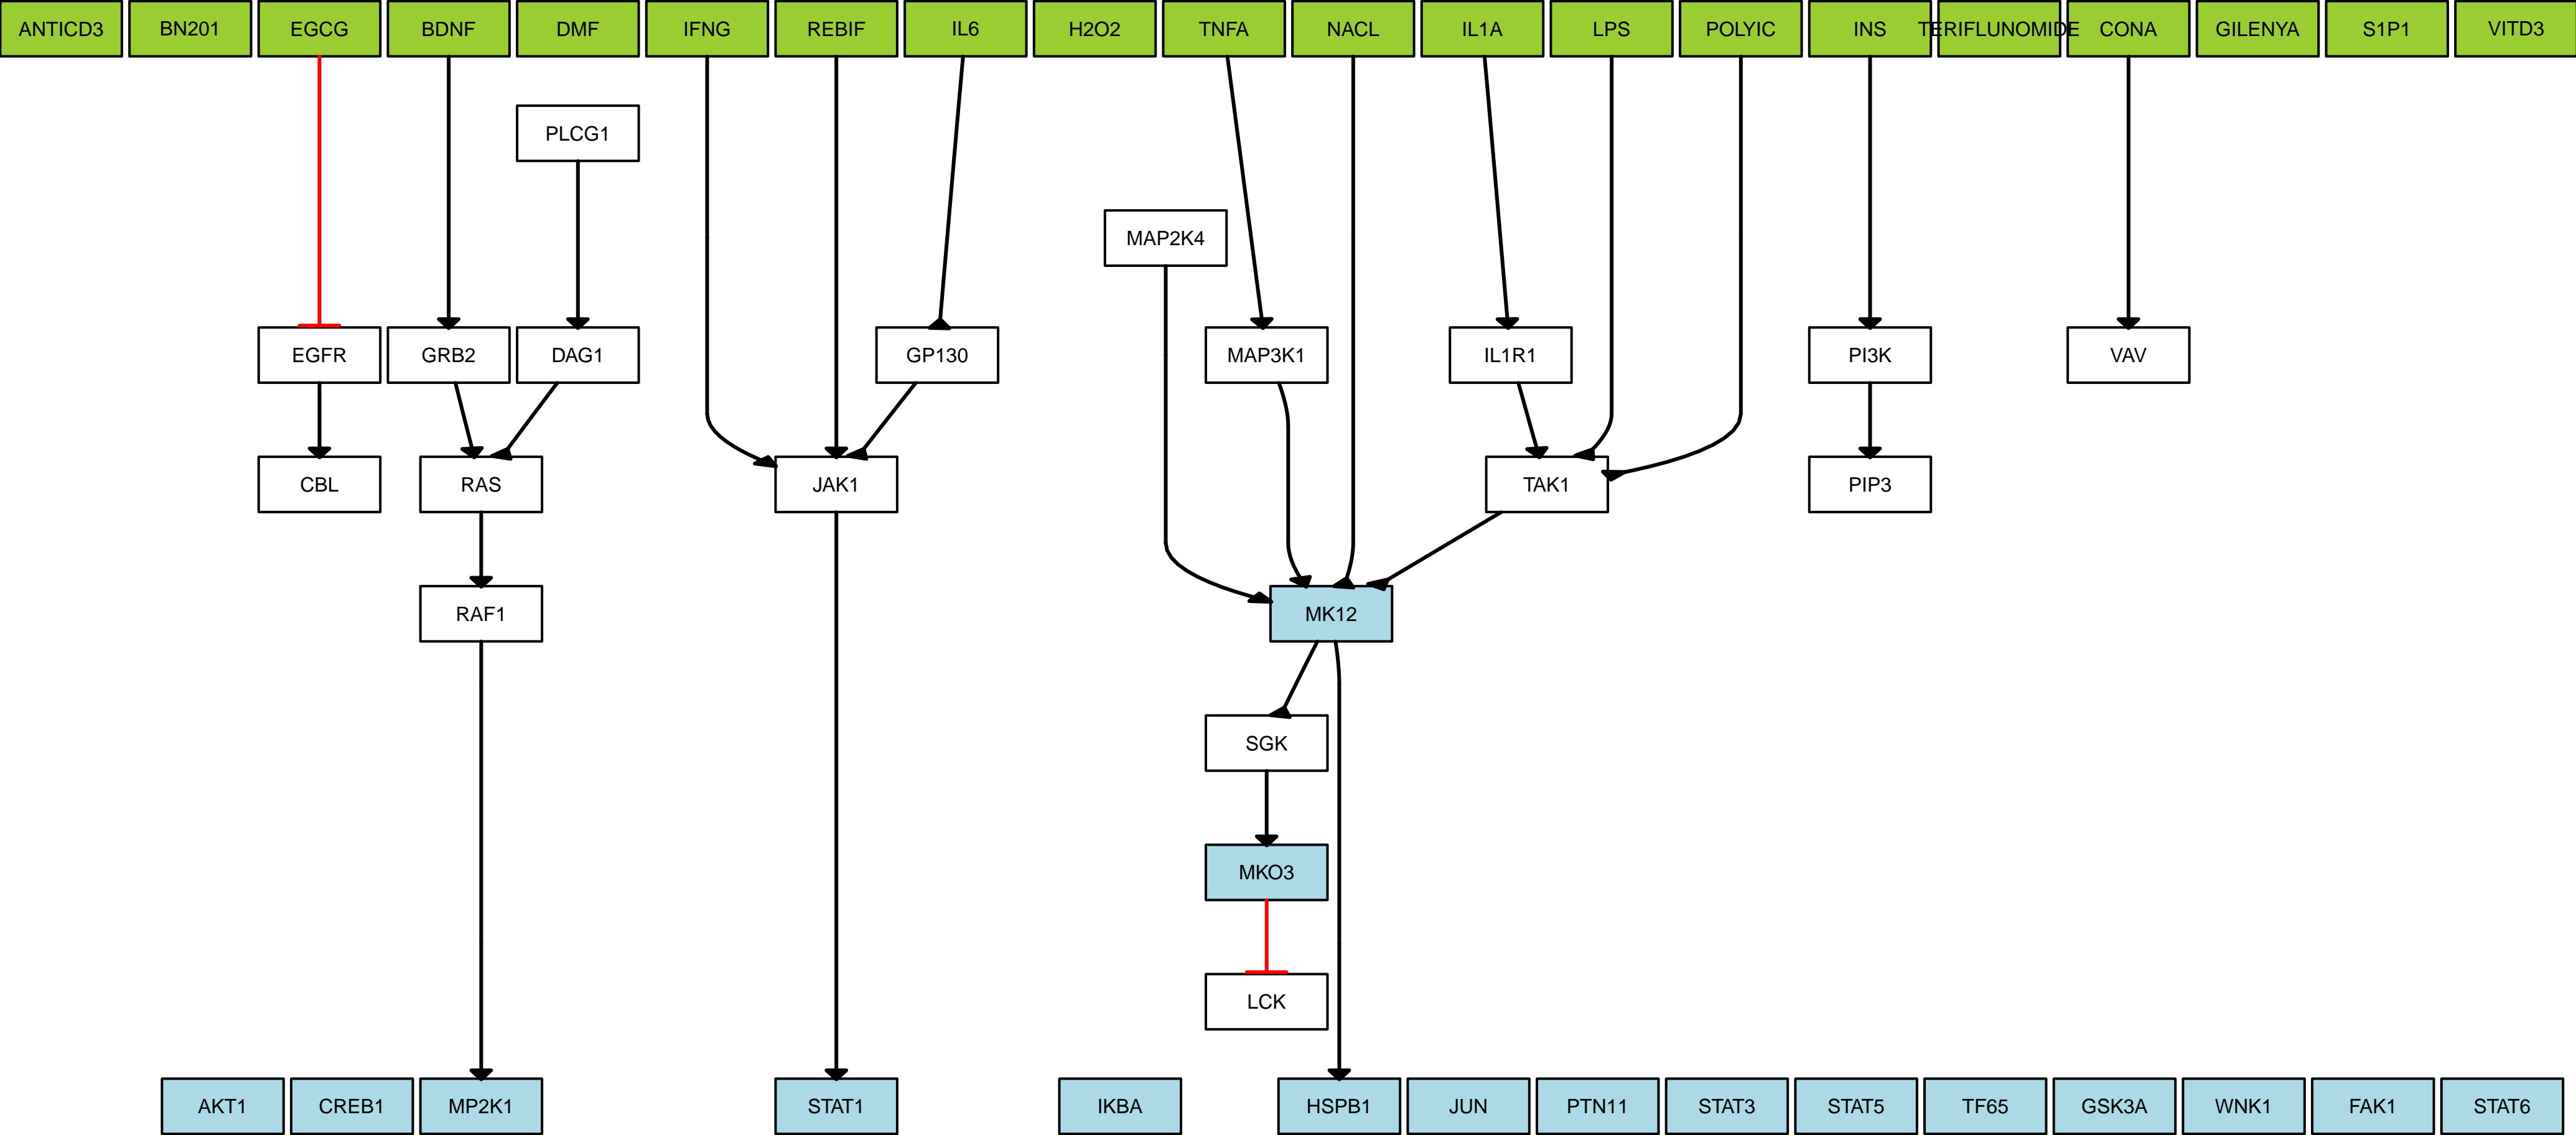 ANTICD3
BN201
EGCG
BDNF
DMF
IFNG
REBIF
IL6
H2O2
TNFA
NACL
IL1A
LPS
POLYIC
INS
TERIFLUNOMIDE
CONA
GILENYA
S1P1
VITD3
PLCG1
MAP2K4
EGFR
GRB2
DAG1
GP130
MAP3K1
IL1R1
PI3K
VAV
CBL
RAS
JAK1
TAK1
PIP3
RAF1
MK12
SGK
MKO3
LCK
AKT1
CREB1
MP2K1
STAT1
IKBA
HSPB1
JUN
PTN11
STAT3
STAT5
TF65
GSK3A
WNK1
FAK1
STAT6